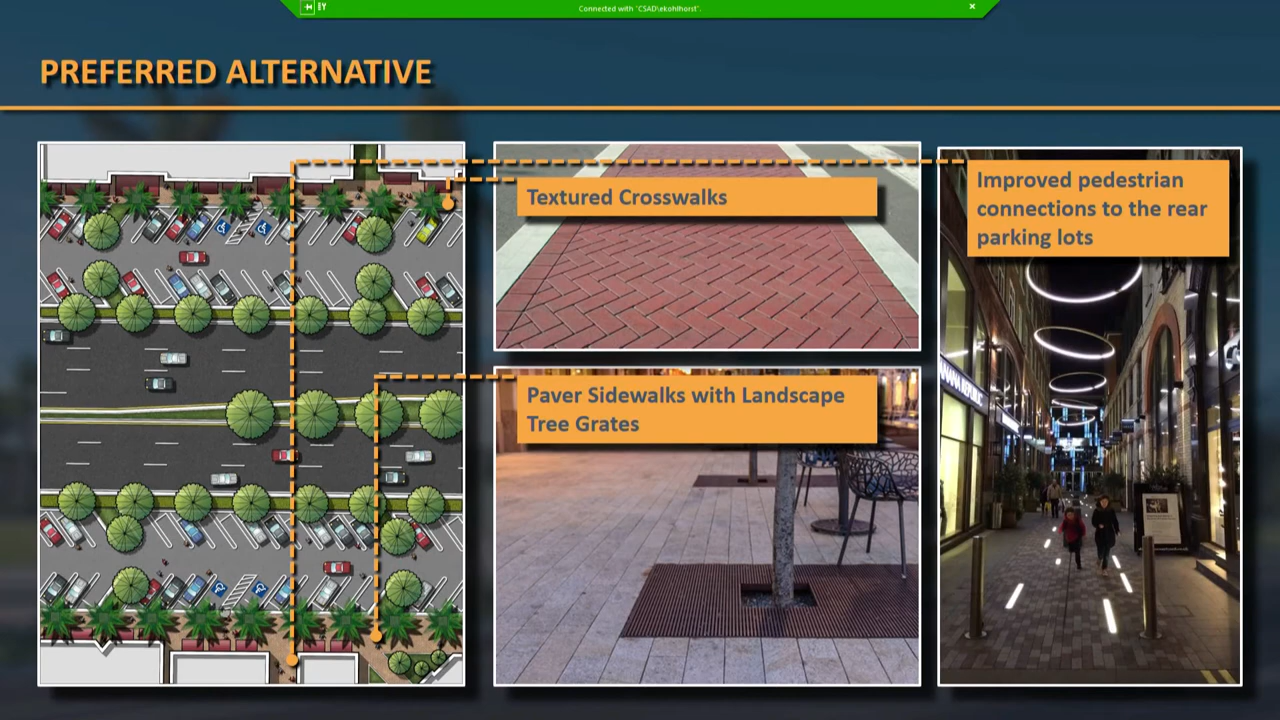 Connected with "CSAD\ekohlhorst".
PREFERRED ALTERNATIVE
Textured Crosswalks
Improved pedestrian
connections to the rear
parking lots
Paver Sidewalks with Landscape
Tree Grates